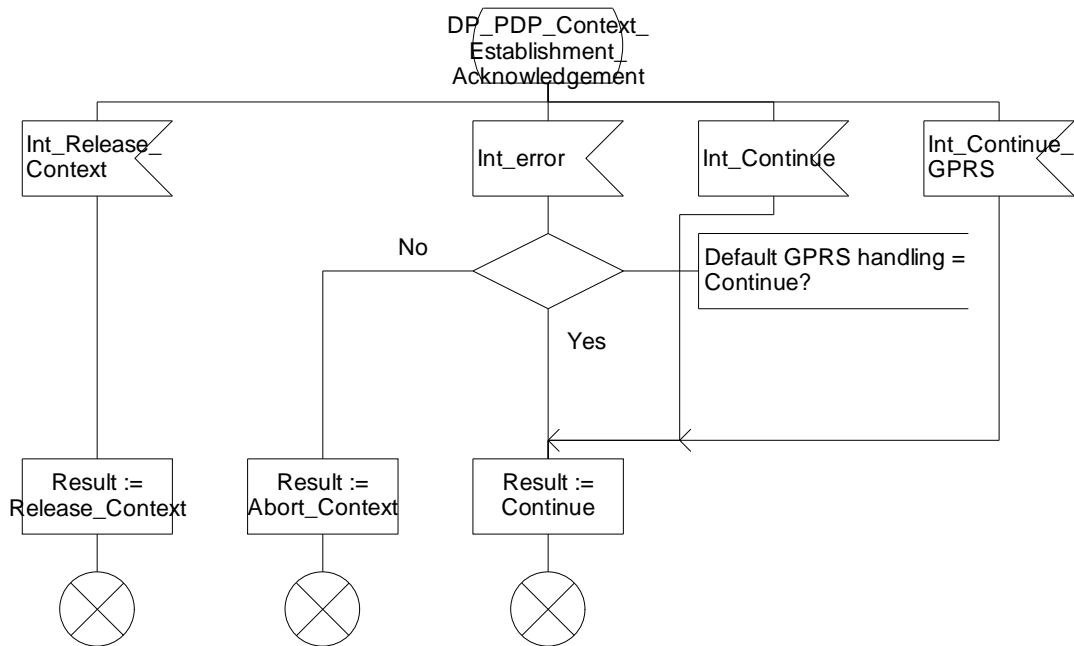 DP_PDP_Context_
Establishment_
Acknowledgement
Int_Release_
Context
Int_error
Int_Continue
Int_Continue_
GPRS
No
Default GPRS handling =
Continue?
Yes
Result :=
Release_Context
Result :=
Abort_Context
Result :=
Continue